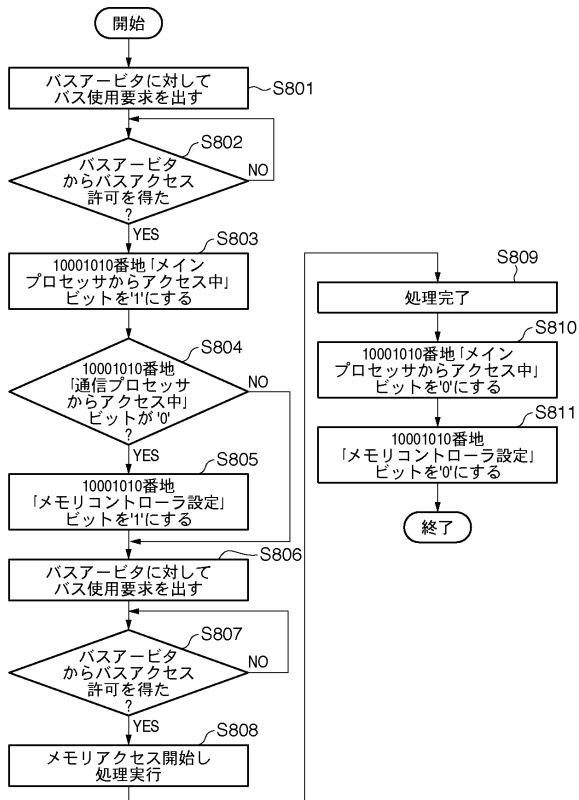 開始
バスアービタに対して
バス使用要求を出す
S801
S802
バスアービタ
からバスアクセス
許可を得た
?
NO
YES
S803
10001010番地「メイン
プロセッサからアクセス中」
ビットを'1'にする
S804
10001010番地
「通信プロセッサ
からアクセス中」
ビットが'0'
?
NO
YES
S805
10001010番地
「メモリコントローラ設定」
ビットを'1'にする
S806
バスアービタに対して
バス使用要求を出す
S807
バスアービタ
からバスアクセス
許可を得た
?
NO
YES
S808
メモリアクセス開始し
処理実行
S809
処理完了
S810
10001010番地「メイン
プロセッサからアクセス中」
ビットを'0'にする
S811
10001010番地
「メモリコントローラ設定」
ビットを'0'にする
終了